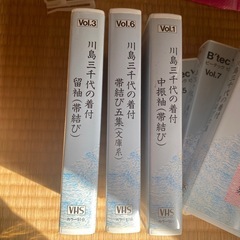 Vol.3
川島三千代の着付
留袖(帯結び)
VHS
Vol.6
川島三千代の着付
帯結び五集(文庫系)
VHS
Vol.1
川島三千代の着付
中振袖(帯結び)
VHS
B'tec
Vol.7